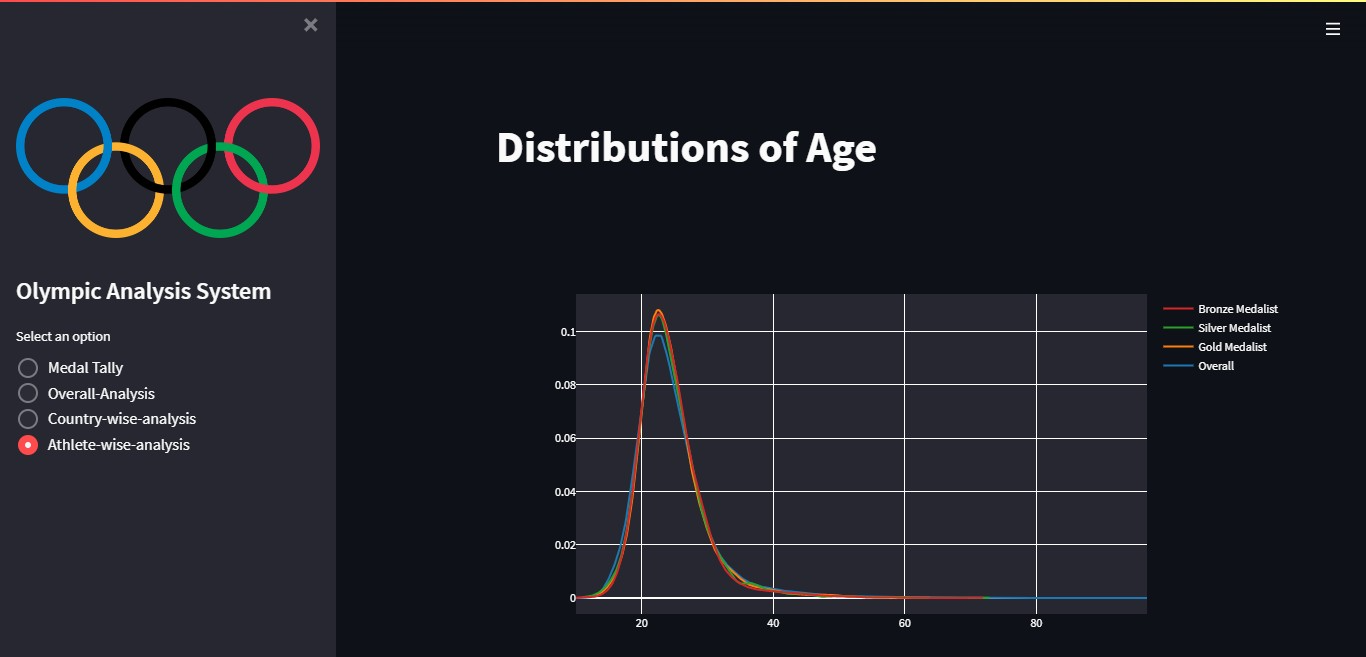 ×
Distributions of Age
Olympic Analysis System
Select an option
Medal Tally
Overall-Analysis
Country-wise-analysis
Athlete-wise-analysis
Bronze Medalist
Silver Medalist
Gold Medalist
Overall
0.1
0.08
0.06
0.04
0.02
0
20 40 60 80